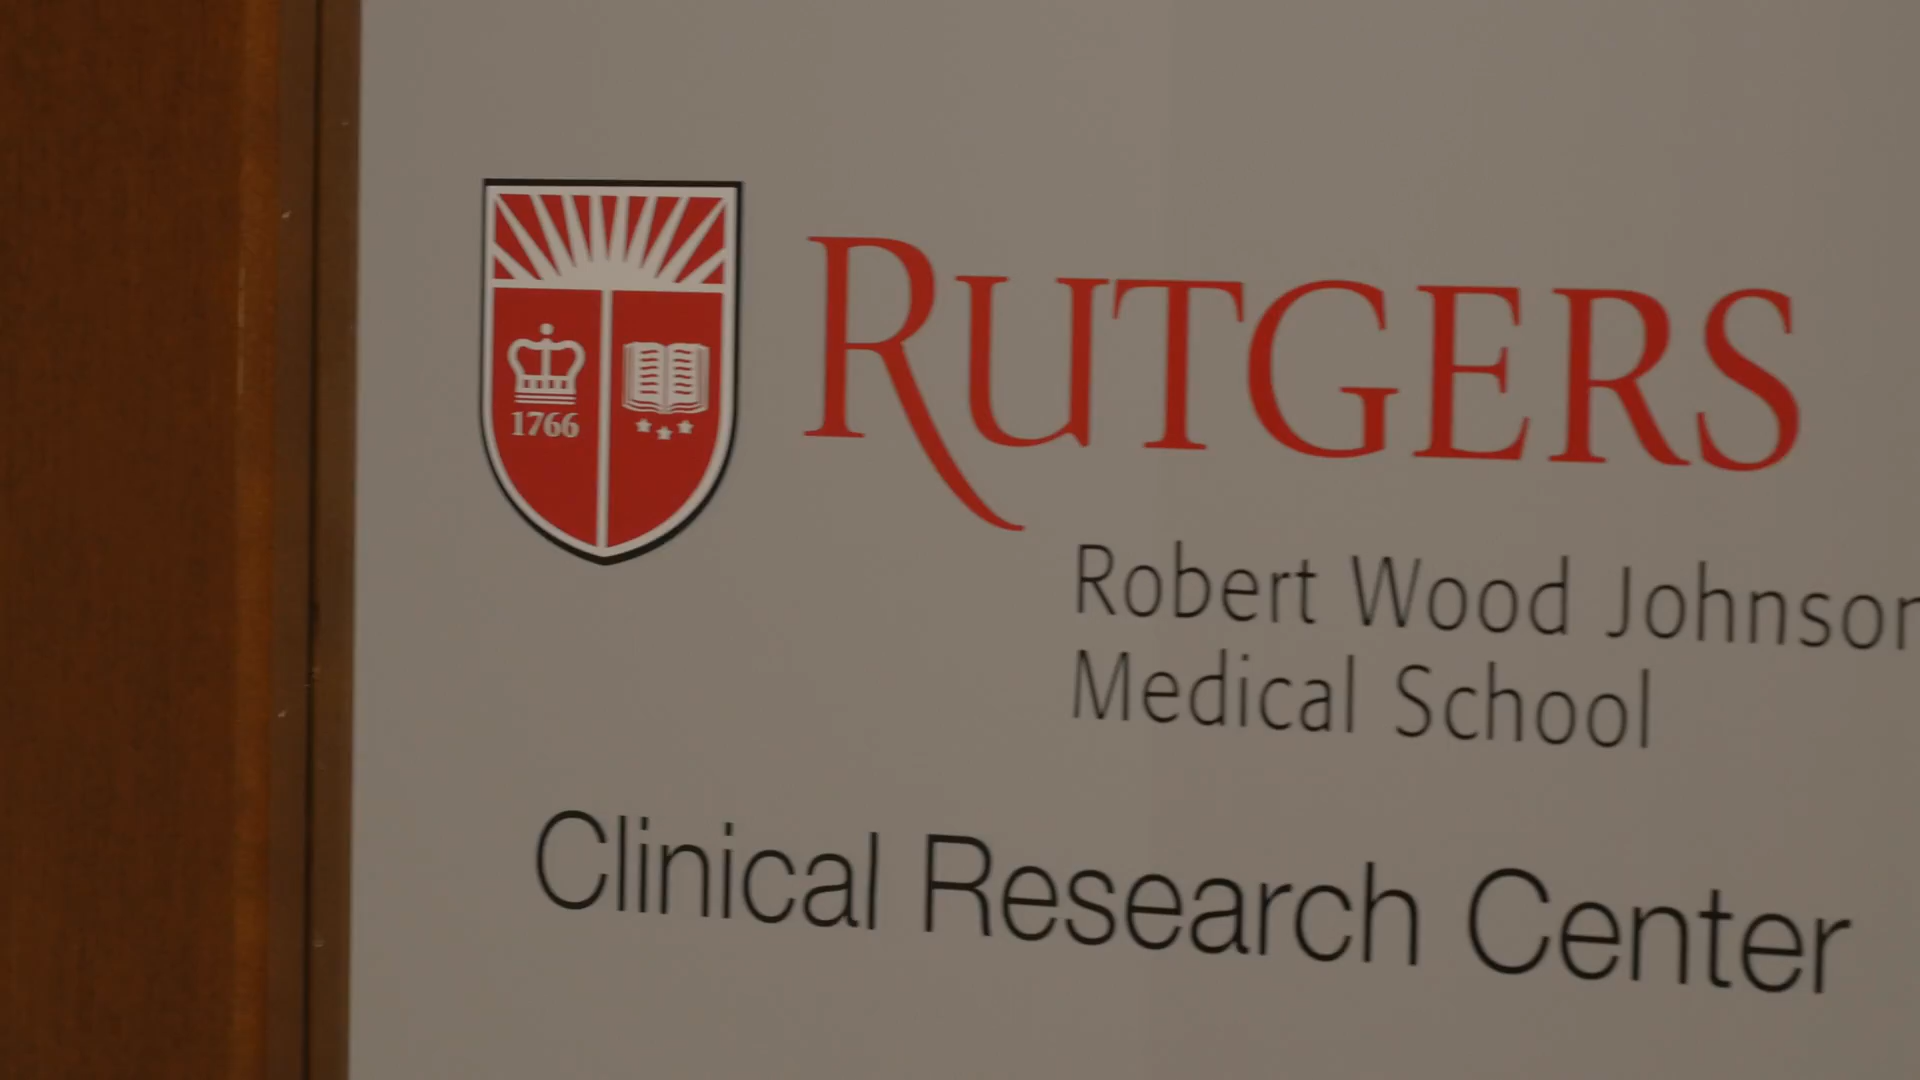 1766
RUTGERS
Robert Wood Johnson
Medical School
Clinical Research Center